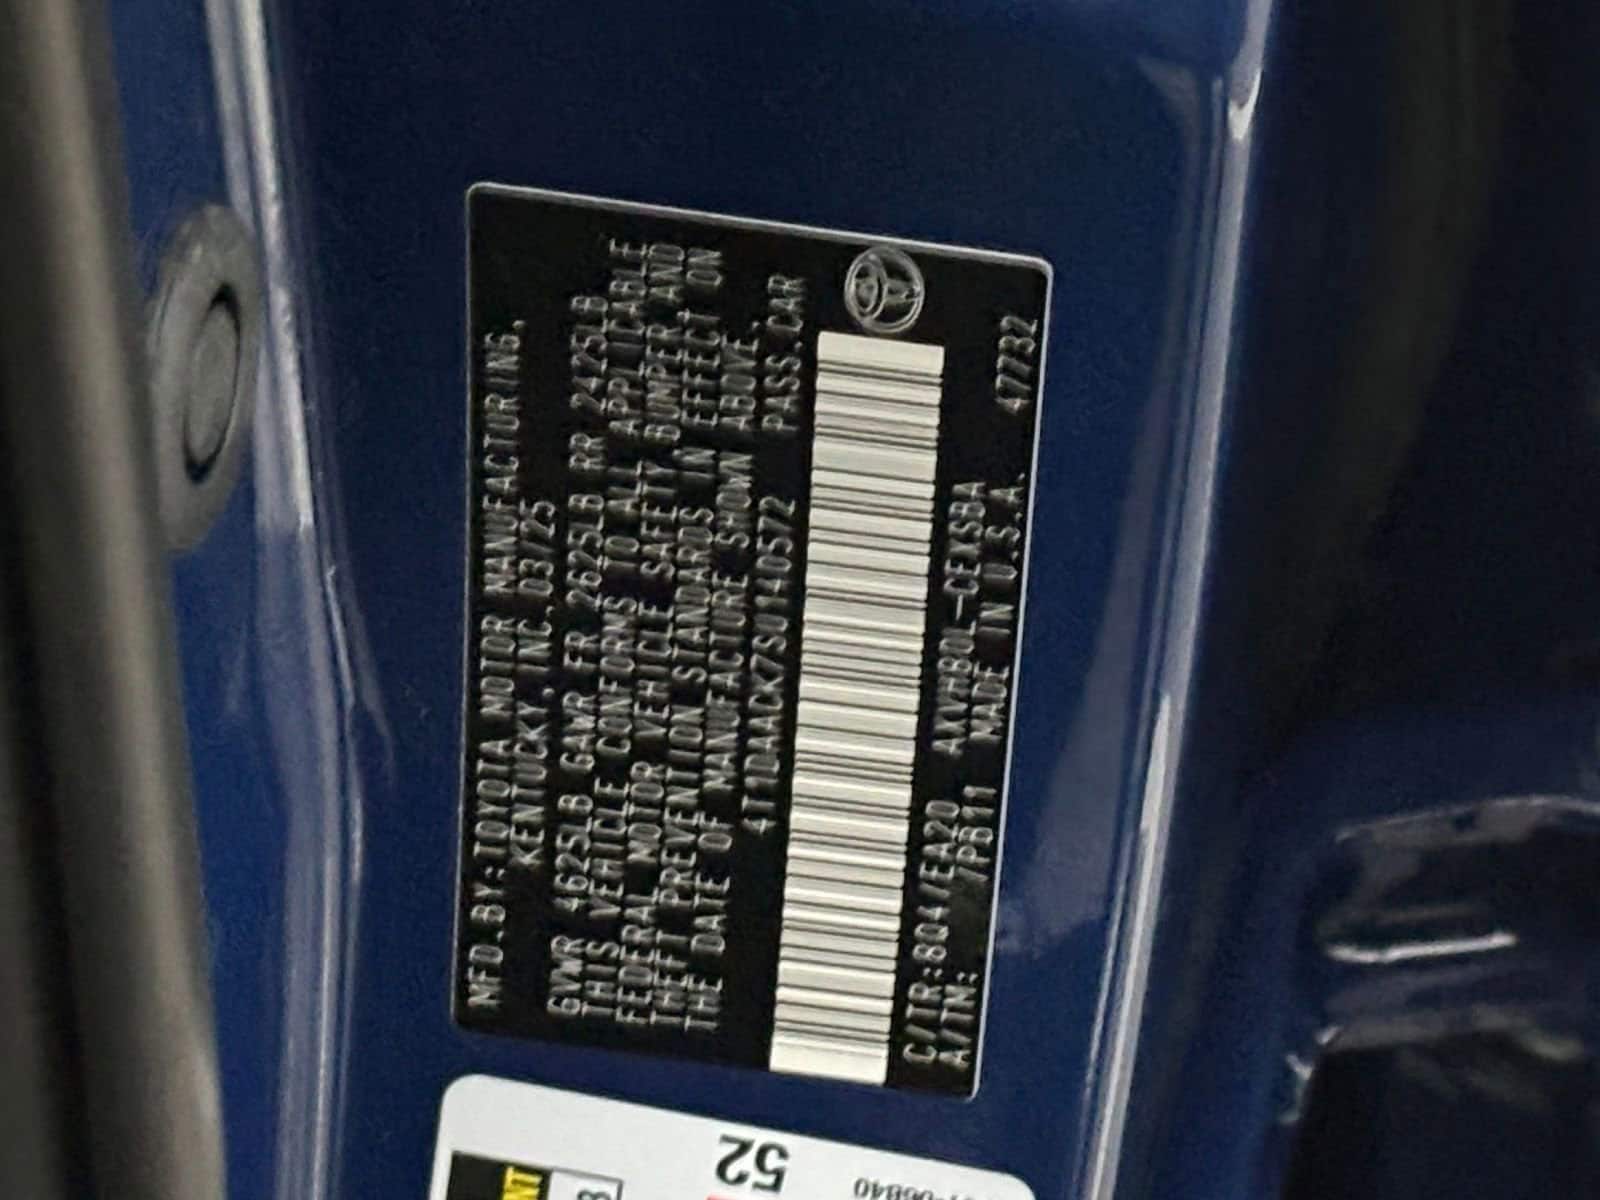 MFD.BY:TOYOTA MOTOR MANUFACTURING,
KENTUCKY, INC. 03/25
GVWR 4625LB GAWR FR 2625LB RR 2425LB
THIS VEHICLE CONFORMS TO ALL APPLICABLE
FEDERAL MOTOR VEHICLE SAFETY BUMPER AND
THEFT PREVENTION STANDARDS IN EFFECT ON
THE DATE OF MANUFACTURE SHOWN ABOVE.
4T1DAACK7SU140572 PASS.CAR
C/TR:8Q4/EA20 AXVH80L-CEXSBA
A/TM: /PB11 MADE IN U.S.A. 47732
52